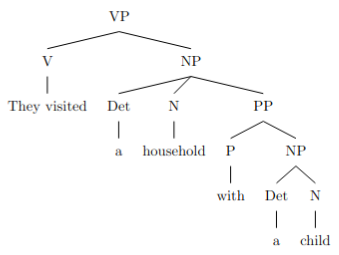 VP
V NP
They visited Det N PP
a household P NP
with Det N
a child